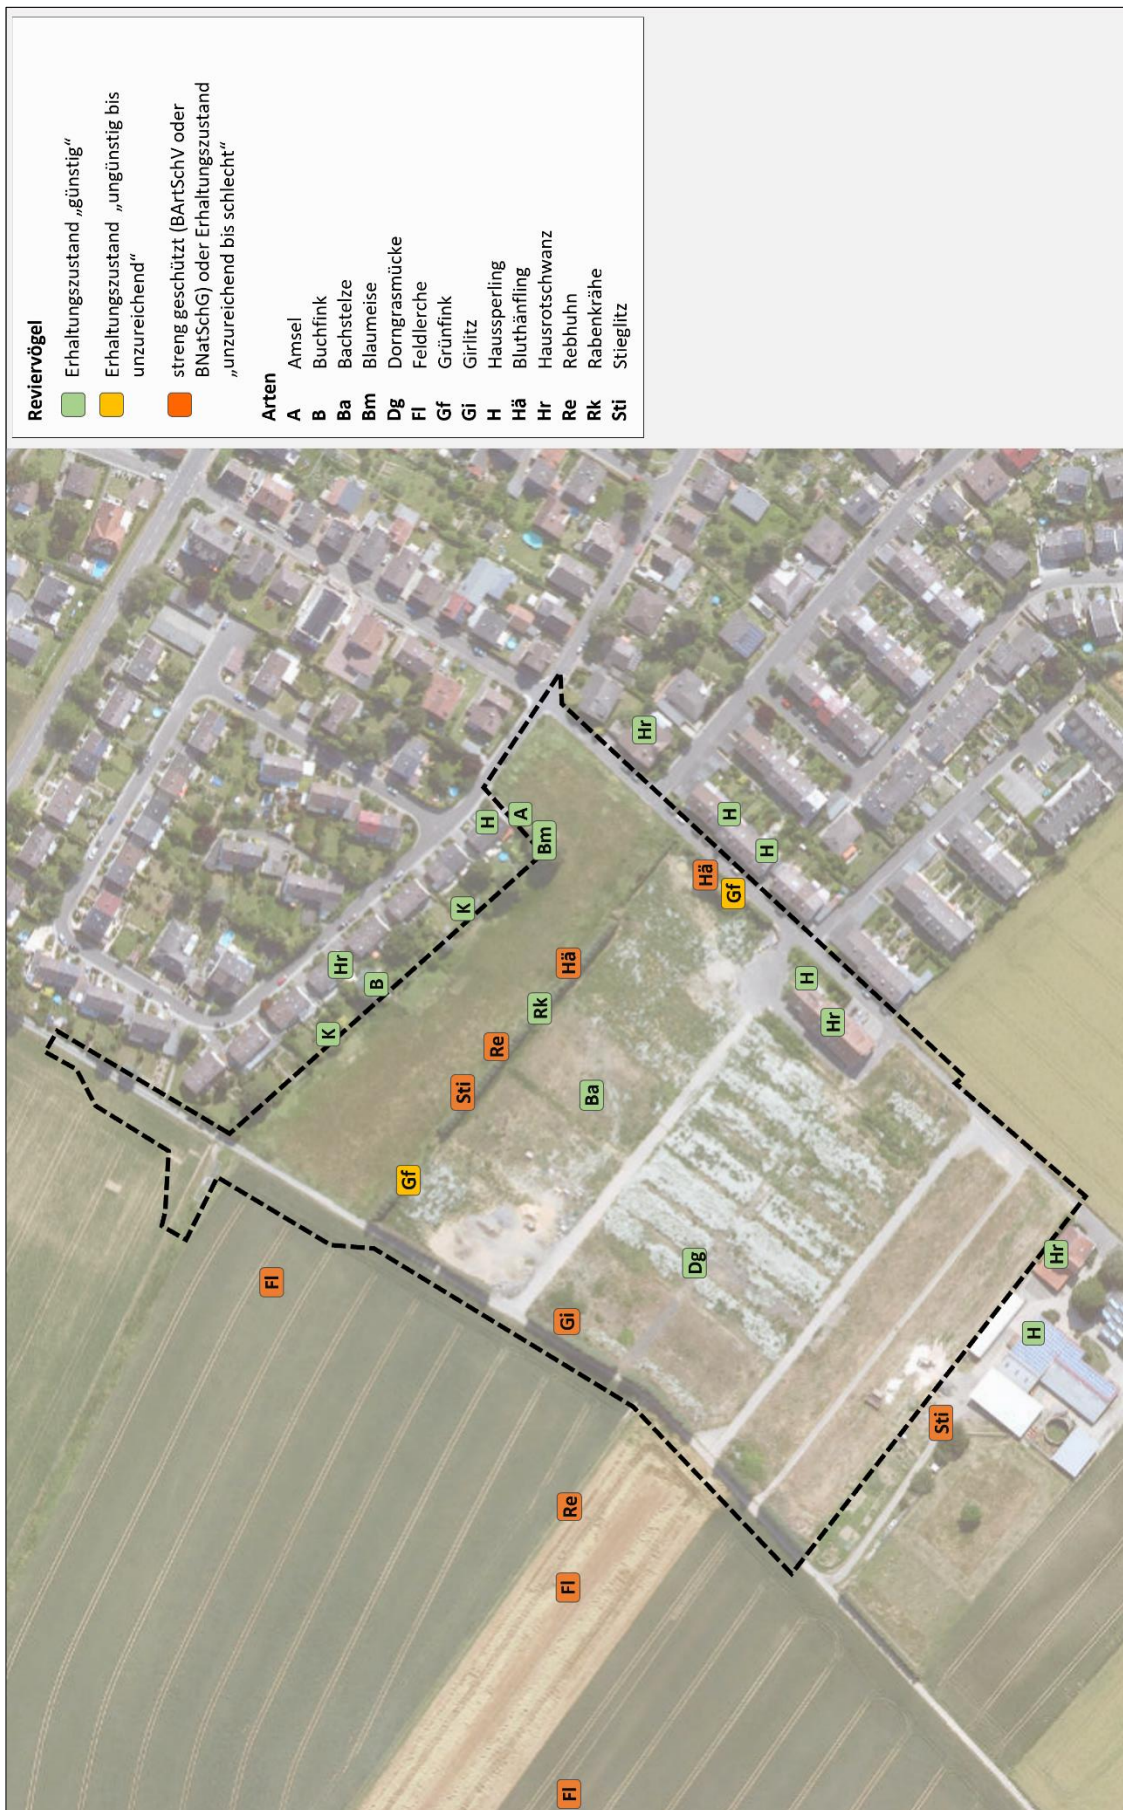 Reviervögel
Erhaltungszustand „günstig“
Erhaltungszustand „ungünstig bis
unzureichend“
streng geschützt (BArtSchV oder
BNatSchG) oder Erhaltungszustand
„unzureichend bis schlecht“
Arten
A Amsel
B Buchfink
Ba Bachstelze
Bm Blaumeise
Dg Dorngrasmücke
Fl Feldlerche
Gf Grünfink
Gi Girlitz
H Haussperling
Hä Bluthänfling
Hr Hausrotschwanz
Re Rebhuhn
Rk Rabenkrähe
Sti Stieglitz
Fl
K
Hr
B
Gf
K
Sti
H
Re
A
Rk
Bm
Fl
Fl
Re
Gi
Hä
Ba
Hr
Dg
Hä
Gf
H
H
H
Hr
Sti
H
Hr